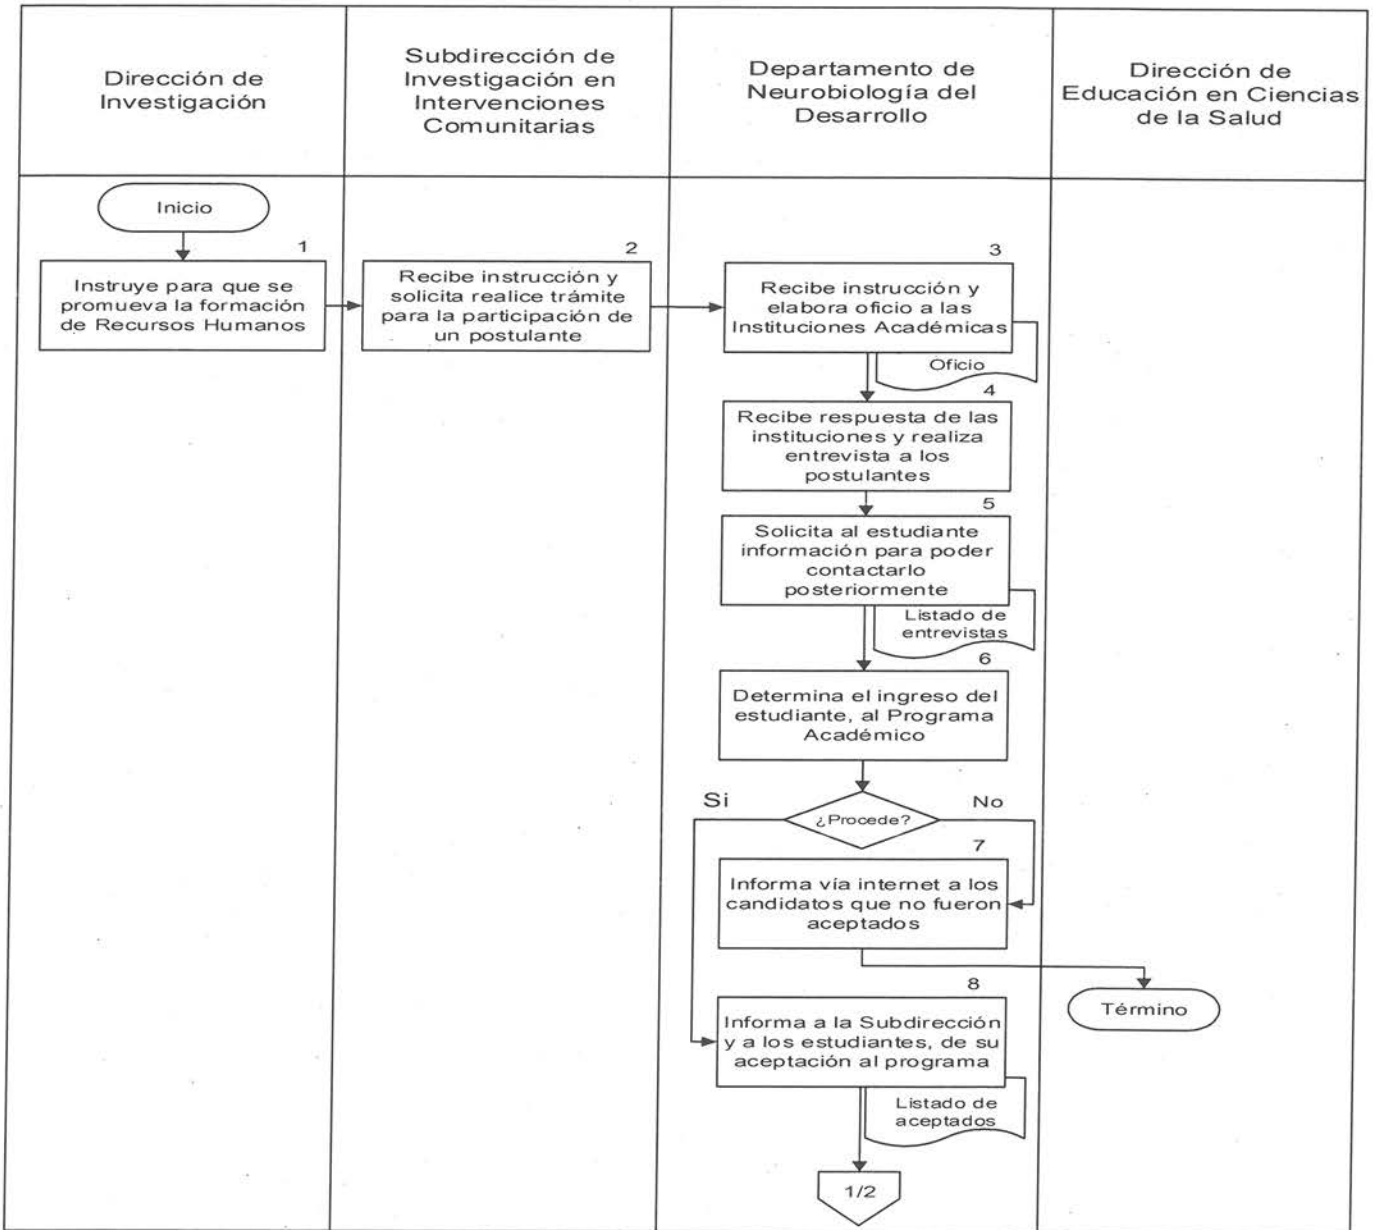 Dirección de
Investigación
Subdirección de
Investigación en
Intervenciones
Comunitarias
Departamento de
Neurobiología del
Desarrollo
Dirección de
Educación en Ciencias
de la Salud
Inicio
1
Instruye para que se
promueva la formación
de Recursos Humanos
2
Recibe instrucción y
solicita realice trámite
para la participación de
un postulante
3
Recibe instrucción y
elabora oficio a las
Instituciones Académicas
Oficio
4
Recibe respuesta de las
instituciones y realiza
entrevista a los
postulantes
5
Solicita al estudiante
información para poder
contactarlo
posteriormente
Listado de
entrevistas
6
Determina el ingreso del
estudiante, al Programa
Académico
Si
¿Procede?
No
7
Informa vía internet a los
candidatos que no fueron
aceptados
Término
8
Informa a la Subdirección
y a los estudiantes, de su
aceptación al programa
Listado de
aceptados
1/2